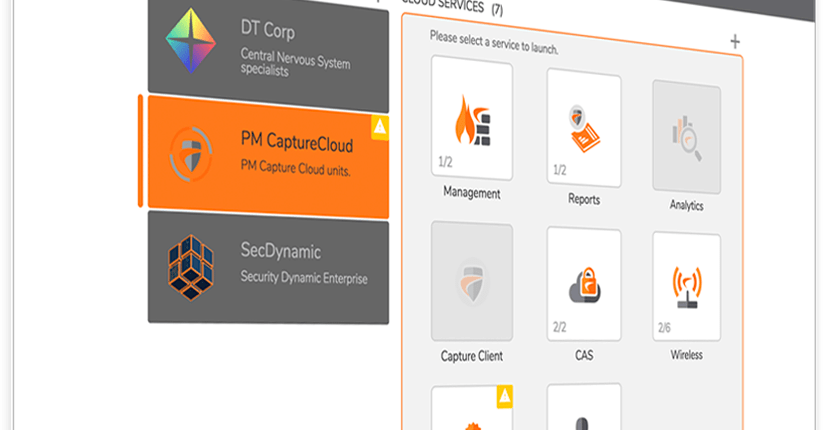 DT Corp
Central Nervous System
specialists
PM CaptureCloud
PM Capture Cloud units.
SecDynamic
Security Dynamic Enterprise
CLOUD SERVICES (7)
Please select a service to launch.
1/2
Management
1/2
Reports
Analytics
Capture Client
2/2
CAS
2/6
Wireless